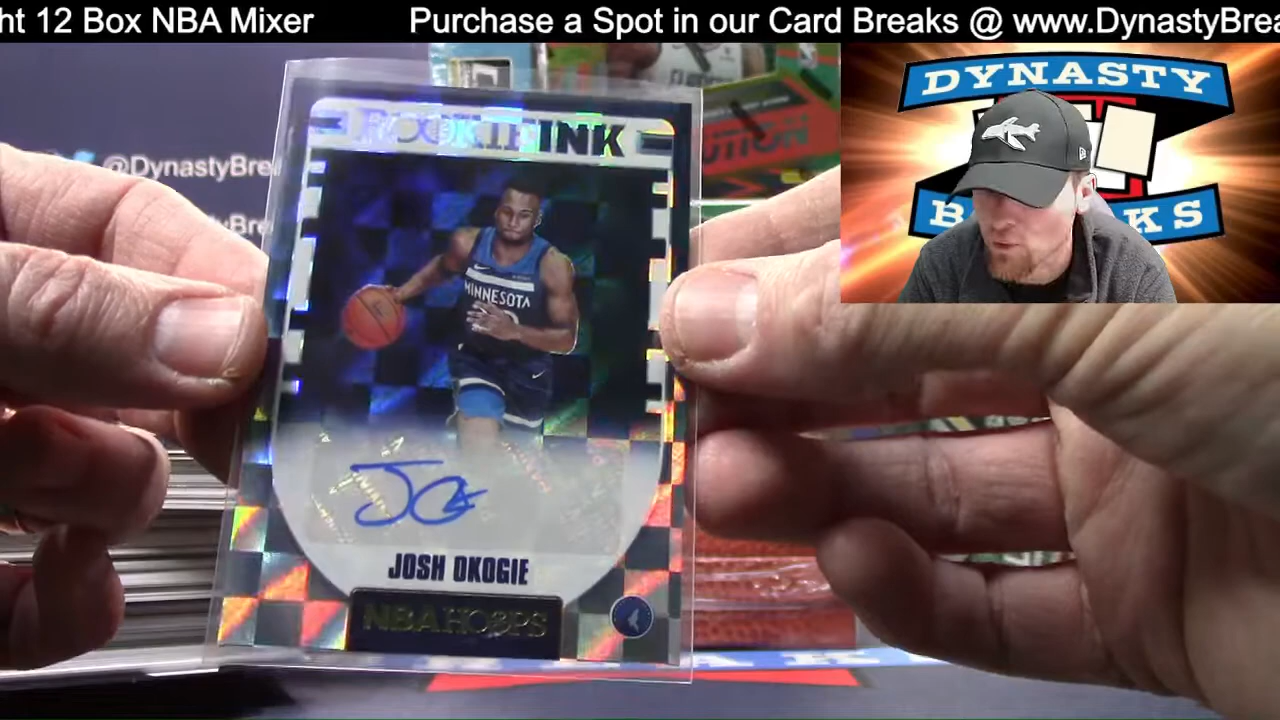 ht 12 Box NBA Mixer Purchase a Spot in our Card Breaks @ www.DynastyBrea
DYNASTY
B KS
@DynastyBre
ROOKIE INK
MINNESOTA
JOSH OKOGIE
NBA HOOPS